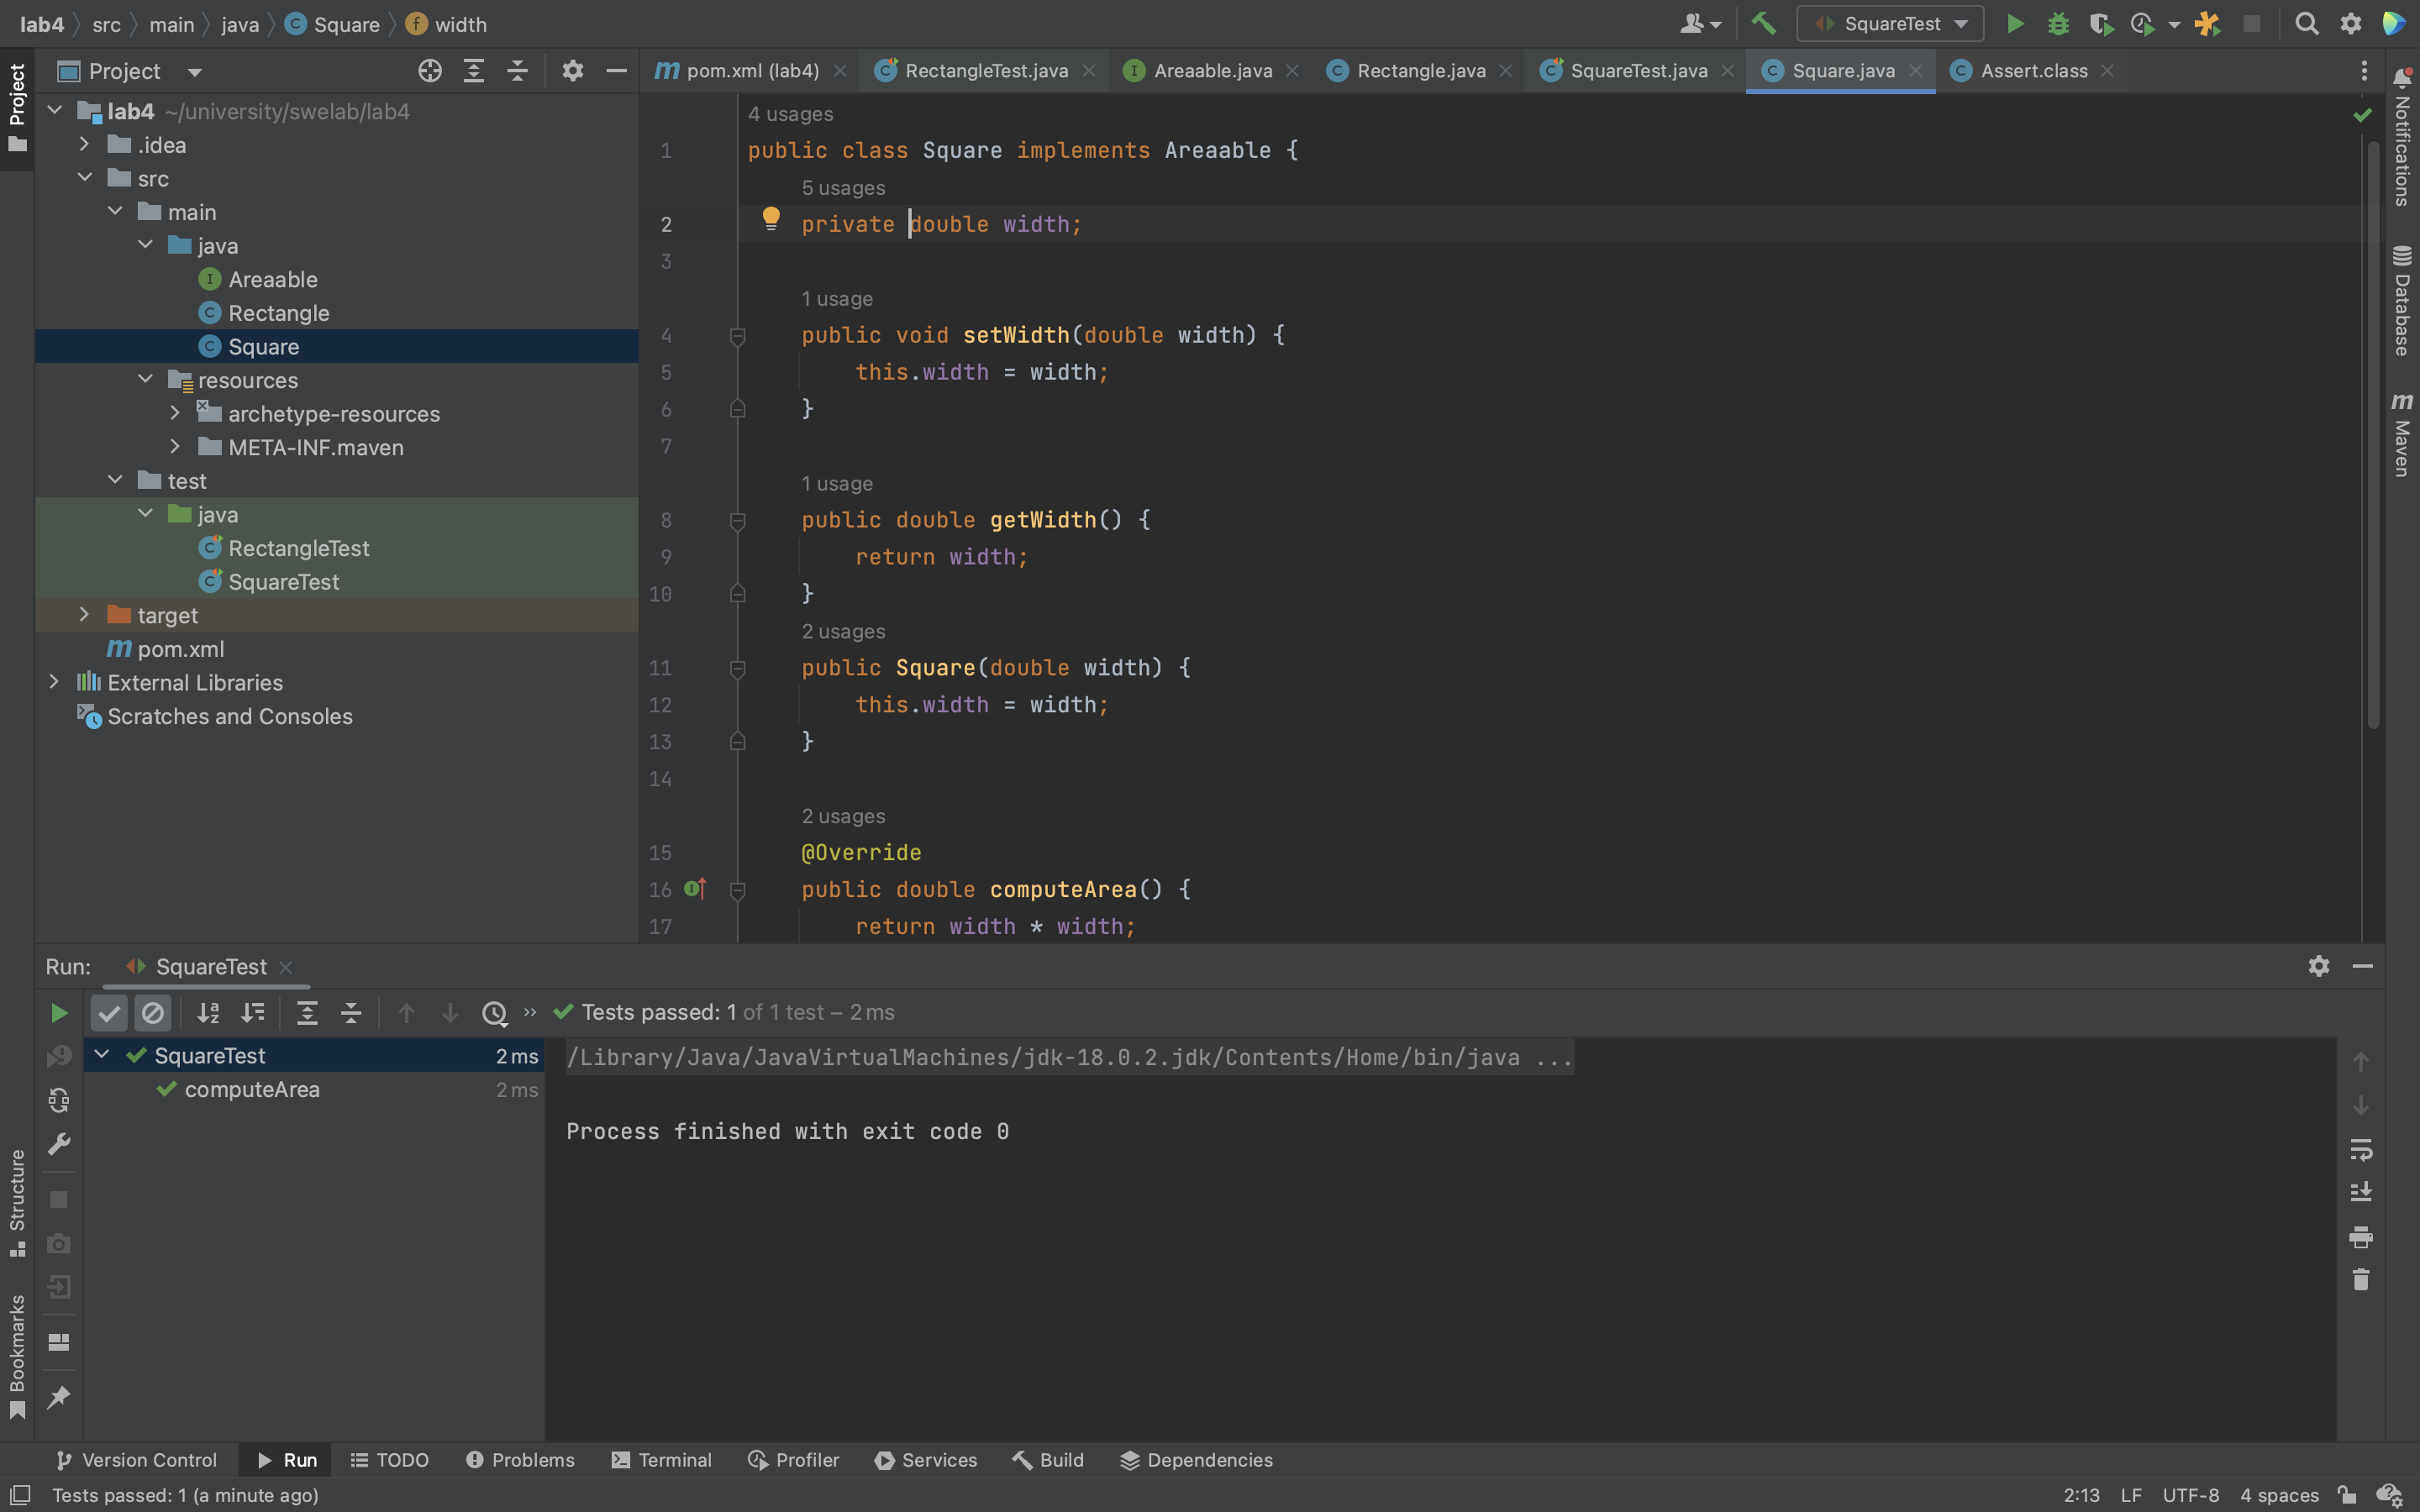 lab4 src main java Square width SquareTest
Project
pom.xml (lab4) RectangleTest.java Areaable.java Rectangle.java SquareTest.java Square.java Assert.class
Project
lab4 ~/university/swelab/lab4
.idea
src
main
java
Areaable
Rectangle
Square
resources
archetype-resources
META-INF.maven
test
java
RectangleTest
SquareTest
target
pom.xml
External Libraries
Scratches and Consoles
4 usages
1 public class Square implements Areaable {
5 usages
2 private double width;
3
1 usage
4 public void setWidth(double width) {
5 this.width = width;
6 }
7
1 usage
8 public double getWidth() {
9 return width;
10 }
2 usages
11 public Square(double width) {
12 this.width = width;
13 }
14
2 usages
15 @Override
16 public double computeArea() {
17 return width * width;
Notifications
Database
m Maven
Run: SquareTest
Tests passed: 1 of 1 test – 2 ms
SquareTest 2 ms
computeArea 2 ms
/Library/Java/JavaVirtualMachines/jdk-18.0.2.jdk/Contents/Home/bin/java ...
Process finished with exit code 0
Structure
Bookmarks
Version Control Run TODO Problems Terminal Profiler Services Build Dependencies
Tests passed: 1 (a minute ago) 2:13 LF UTF-8 4 spaces